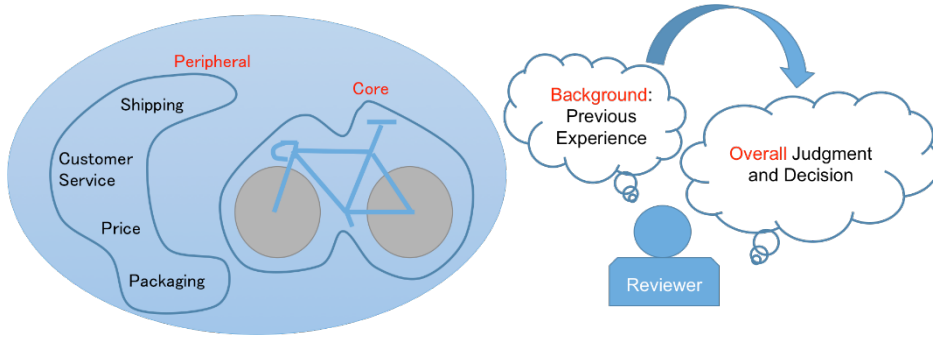 Peripheral
Shipping
Customer
Service
Price
Packaging
Core
Background:
Previous
Experience
Overall Judgment
and Decision
Reviewer